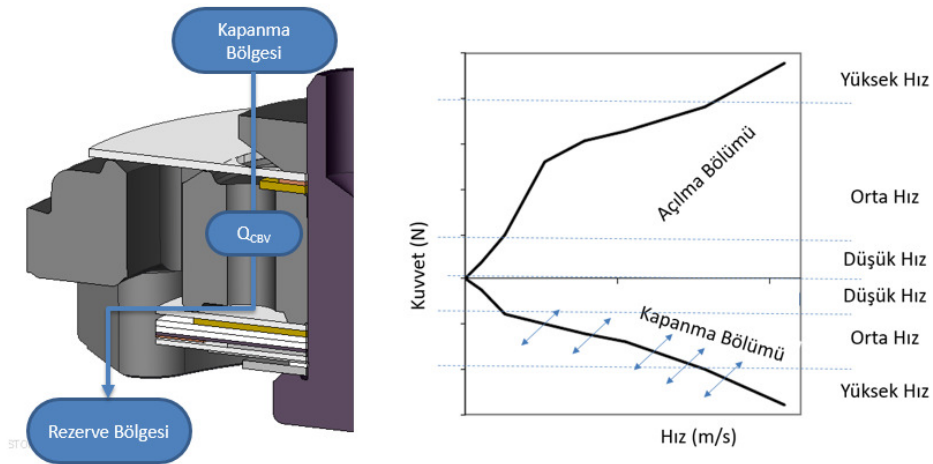 Kapanma
Bölgesi
Q_CBV
Rezerve Bölgesi
STO
Kuvvet (N)
Açılma Bölümü
Kapanma Bölümü
Yüksek Hız
Orta Hız
Düşük Hız
Düşük Hız
Orta Hız
Yüksek Hız
Hız (m/s)